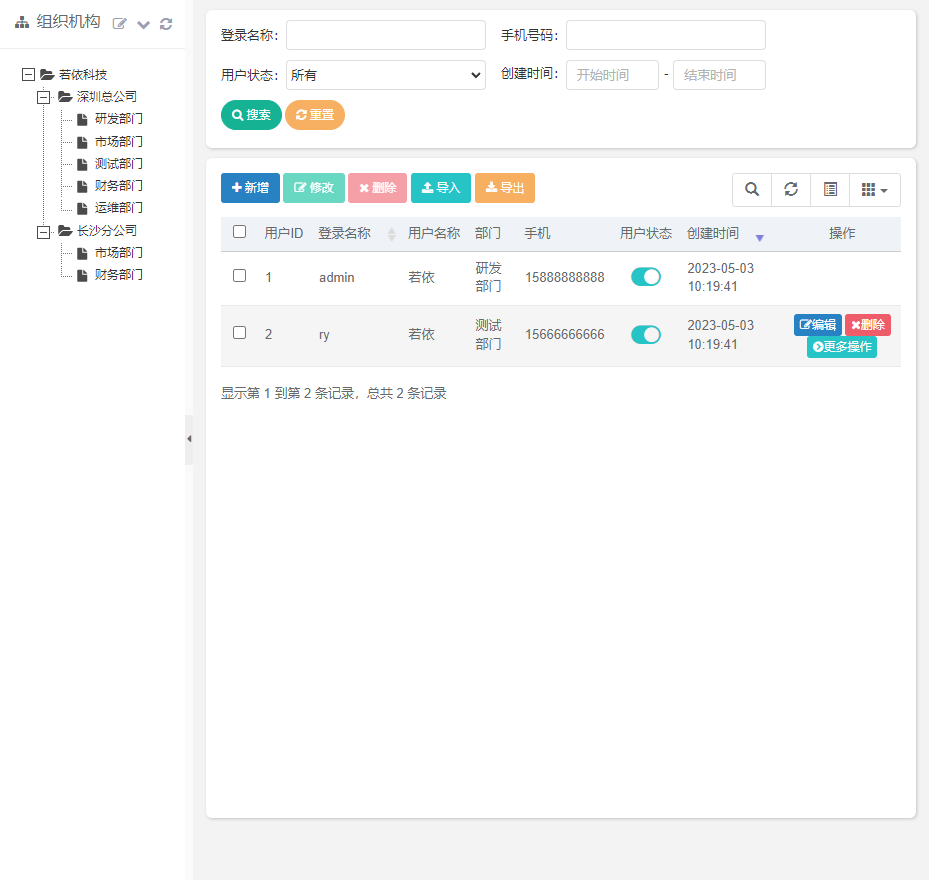 组织机构
若依科技
深圳总公司
研发部门
市场部门
测试部门
财务部门
运维部门
长沙分公司
市场部门
财务部门
登录名称： 手机号码：
用户状态： 所有 创建时间： 开始时间 - 结束时间
搜索 重置
新增 修改 删除 导入 导出
用户ID 登录名称 用户名称 部门 手机 用户状态 创建时间 操作
1 admin 若依 研发部门 15888888888 2023-05-03 10:19:41
2 ry 若依 测试部门 15666666666 2023-05-03 10:19:41 编辑 删除 更多操作
显示第 1 到第 2 条记录，总共 2 条记录